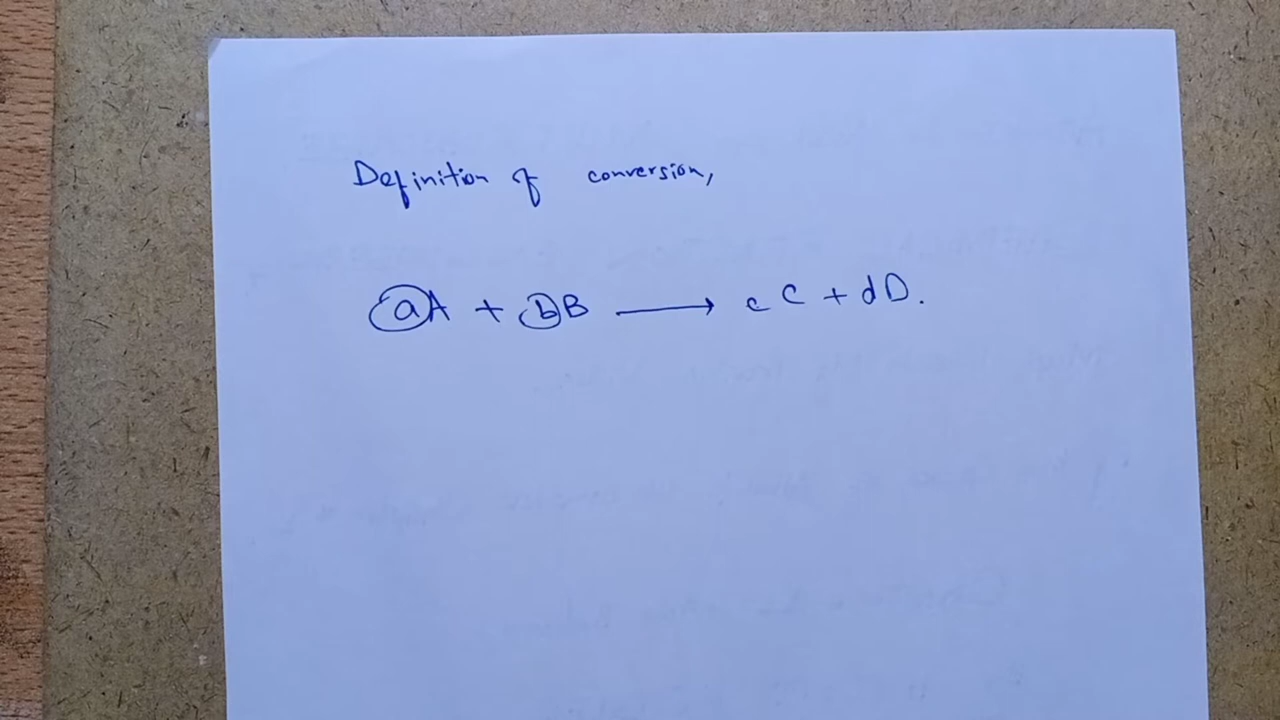 Definition of conversion,
aA + bB ⟶ cC + dD.